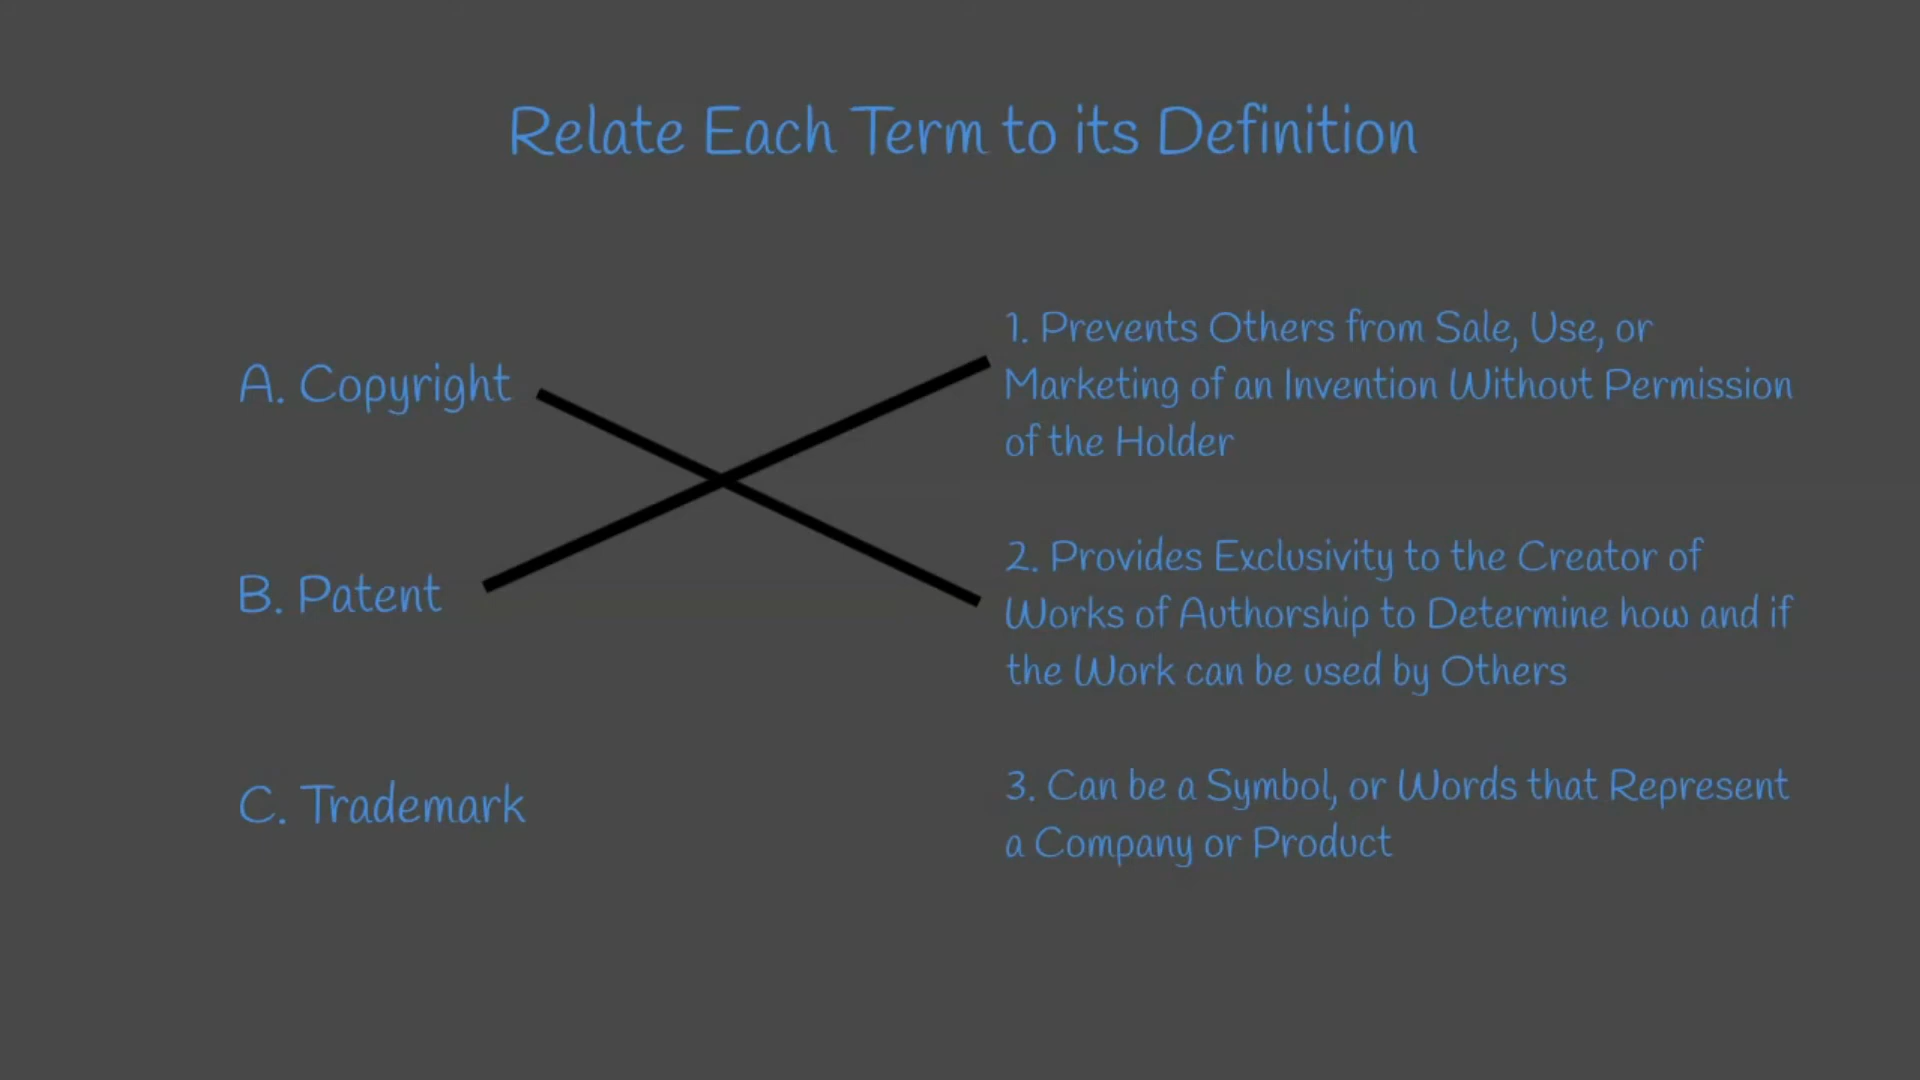 Relate Each Term to its Definition
A. Copyright
B. Patent
C. Trademark
1. Prevents Others from Sale, Use, or
Marketing of an Invention Without Permission
of the Holder
2. Provides Exclusivity to the Creator of
Works of Authorship to Determine how and if
the Work can be used by Others
3. Can be a Symbol, or Words that Represent
a Company or Product